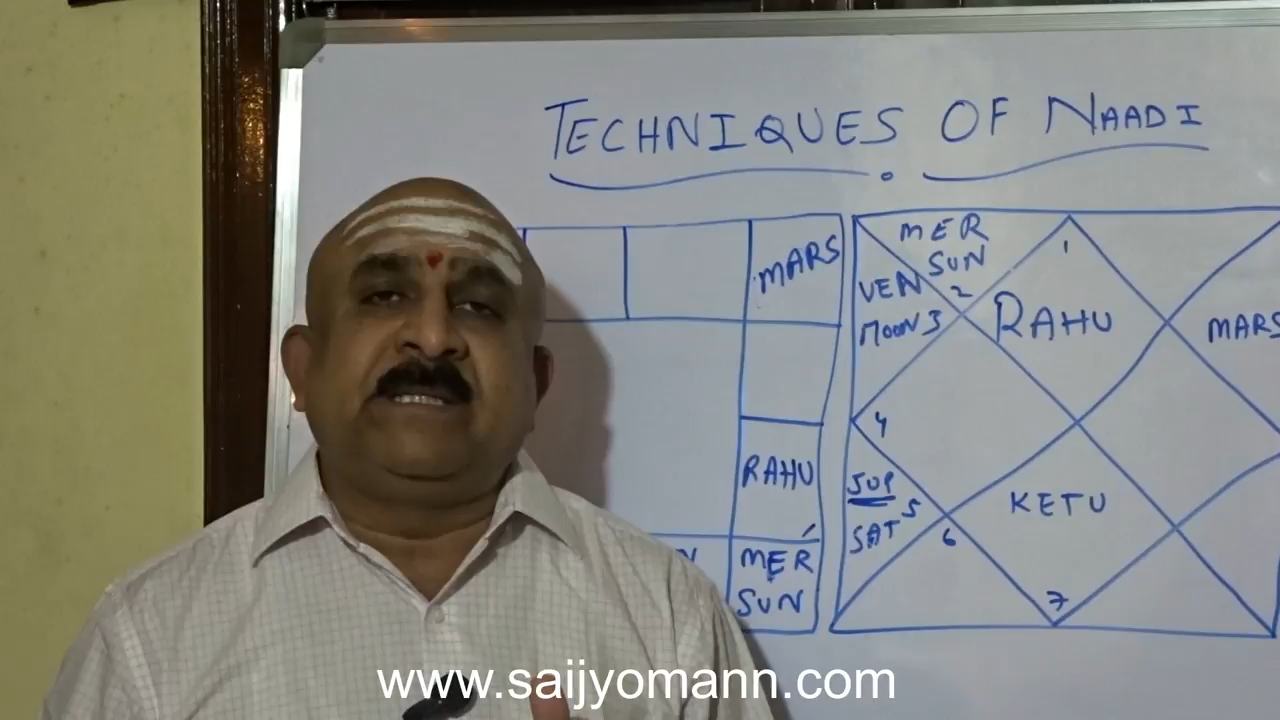 TECHNIQUES OF NAADI
MARS
RAHU
MER
SUN
MER
SUN
2
VEN
MOON 3
1
RAHU
MARS
4
JUP
SAT 5
6
KETU
7
www.saijyomann.com